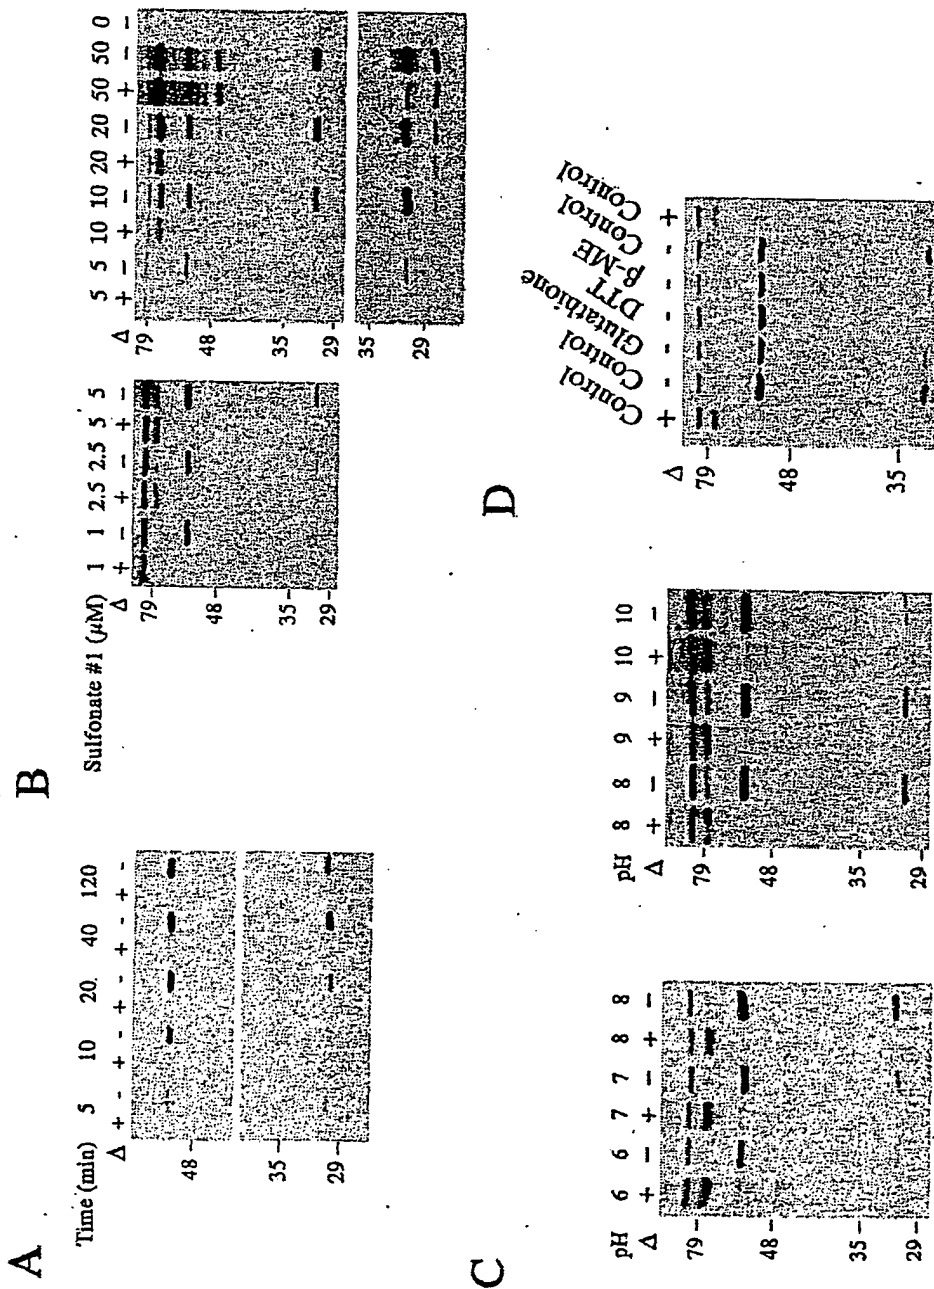 A
Time (min) 5 10 20 40 120
Δ + - + - + - + - + -
48
35
29
B
Sulfonate #1 (μM) 1 1 2.5 2.5 5 5
Δ + − + − + − 
79
48
35
29
5 5 10 10 20 20 50 50 0
Δ + − + − + − + − −
79
48
35
35
29
C
pH 6 6 7 7 8 8
Δ + − + − + −
79
48
35
29
pH 8 8 9 9 10 10
Δ + − + − + −
79
48
35
29
D
Control Control Glutathione DTT β-ME Control Control
Δ + - - - - - +
79
48
35